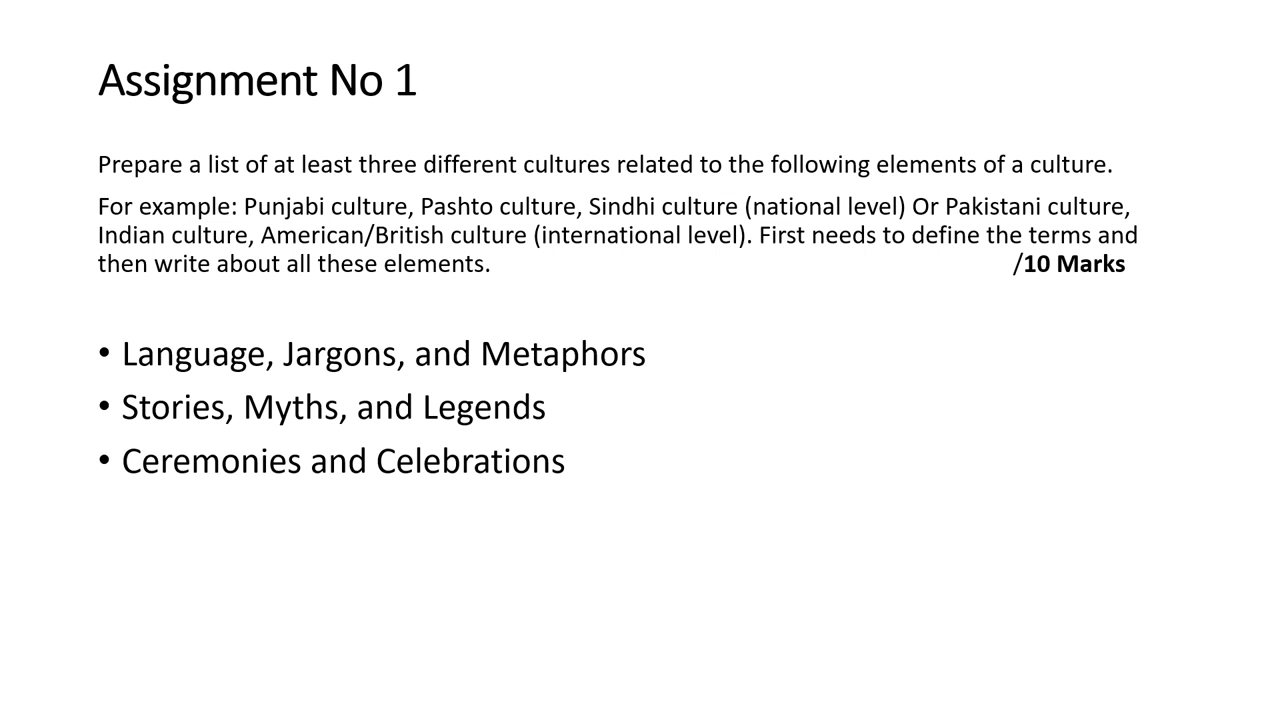 Assignment No 1
Prepare a list of at least three different cultures related to the following elements of a culture.
For example: Punjabi culture, Pashto culture, Sindhi culture (national level) Or Pakistani culture,
Indian culture, American/British culture (international level). First needs to define the terms and
then write about all these elements. /10 Marks
• Language, Jargons, and Metaphors
• Stories, Myths, and Legends
• Ceremonies and Celebrations